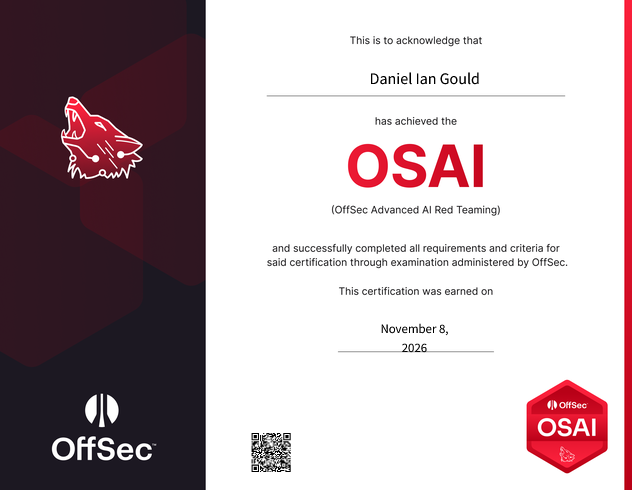 This is to acknowledge that
Daniel Ian Gould
has achieved the
OSAI
(OffSec Advanced AI Red Teaming)
and successfully completed all requirements and criteria for
said certification through examination administered by OffSec.
This certification was earned on
November 8,
2026
OffSec™
OffSec
OSAI